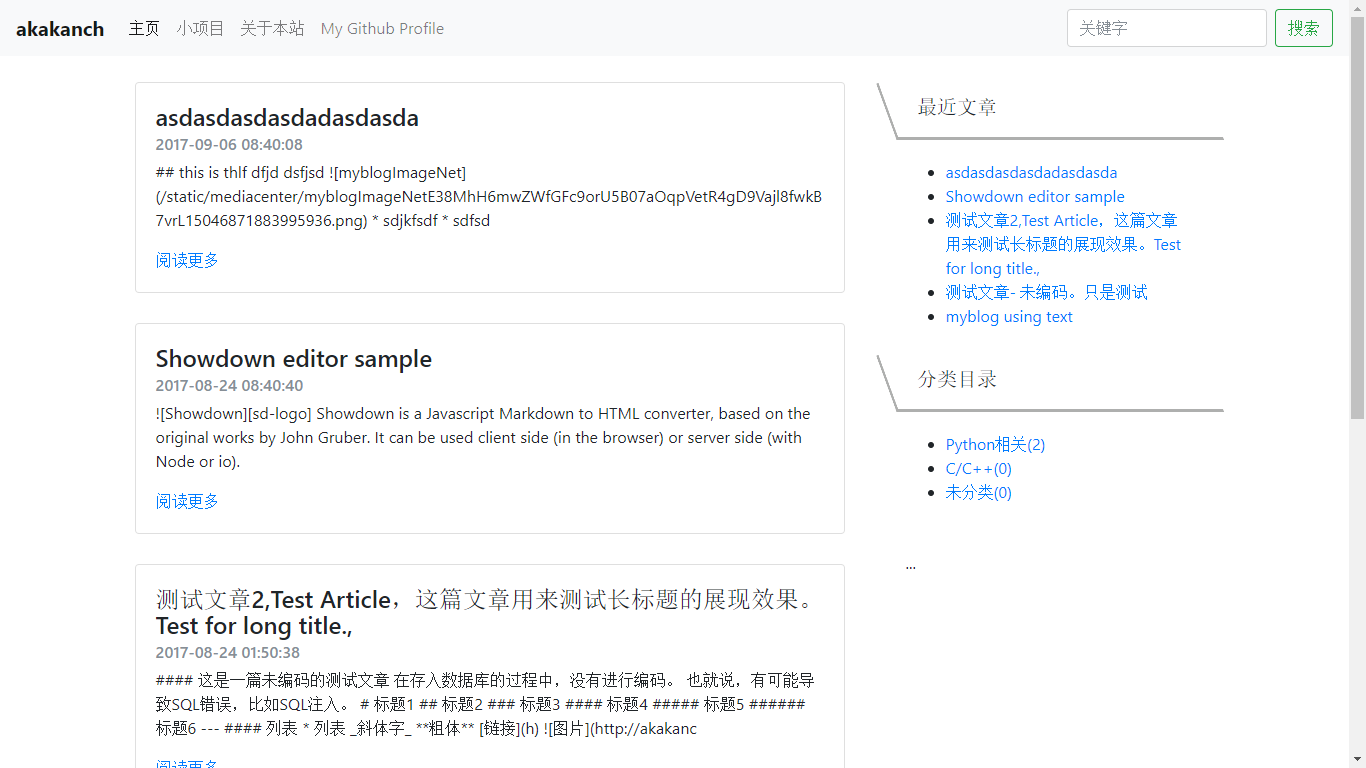 akakanch 主页 小项目 关于本站 My Github Profile 关键字 搜索
asdasdasdasdadasdasda
2017-09-06 08:40:08
## this is thlf dfjd dsfjsd ![myblogImageNet]
(/static/mediacenter/myblogImageNetE38MhH6mwZWfGFc9orU5B07aOqpVetR4gD9Vajl8fwkB
7vrL15046871883995936.png) * sdjkfsdf * sdfsd
阅读更多
Showdown editor sample
2017-08-24 08:40:40
![Showdown][sd-logo] Showdown is a Javascript Markdown to HTML converter, based on the
original works by John Gruber. It can be used client side (in the browser) or server side (with
Node or io).
阅读更多
测试文章2,Test Article，这篇文章用来测试长标题的展现效果。
Test for long title.,
2017-08-24 01:50:38
#### 这是一篇未编码的测试文章 在存入数据库的过程中，没有进行编码。 也就说，有可能导
致SQL错误，比如SQL注入。 # 标题1 ## 标题2 ### 标题3 #### 标题4 ##### 标题5 ######
标题6 --- #### 列表 * 列表 _斜体字_ **粗体** [链接](h) ![图片](http://akakanc
阅读更多
最近文章
asdasdasdasdadasdasda
Showdown editor sample
测试文章2,Test Article，这篇文章
用来测试长标题的展现效果。Test
for long title.,
测试文章- 未编码。只是测试
myblog using text
分类目录
Python相关(2)
C/C++(0)
未分类(0)
...